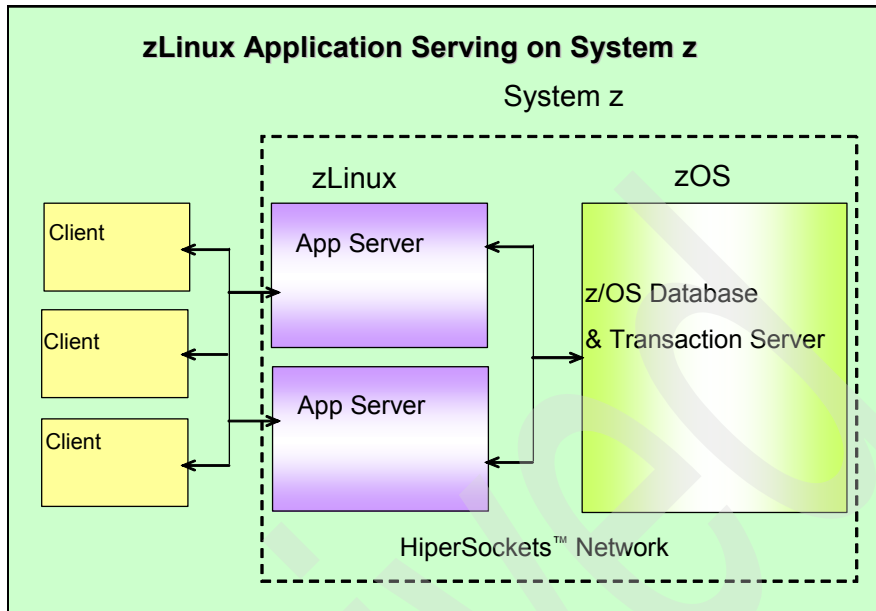 zLinux Application Serving on System z
System z
zLinux
zOS
Client
Client
Client
App Server
App Server
z/OS Database
& Transaction Server
HiperSockets™ Network